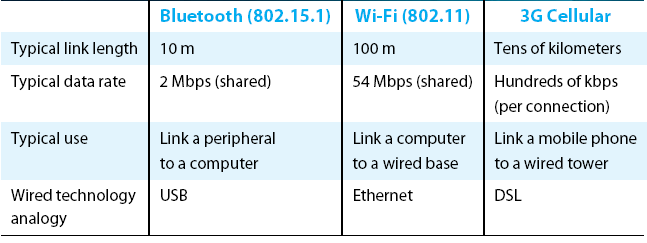 Bluetooth (802.15.1) Wi-Fi (802.11) 3G Cellular
Typical link length 10 m 100 m Tens of kilometers
Typical data rate 2 Mbps (shared) 54 Mbps (shared) Hundreds of kbps
(per connection)
Typical use Link a peripheral Link a computer Link a mobile phone
to a computer to a wired base to a wired tower
Wired technology USB Ethernet DSL
analogy